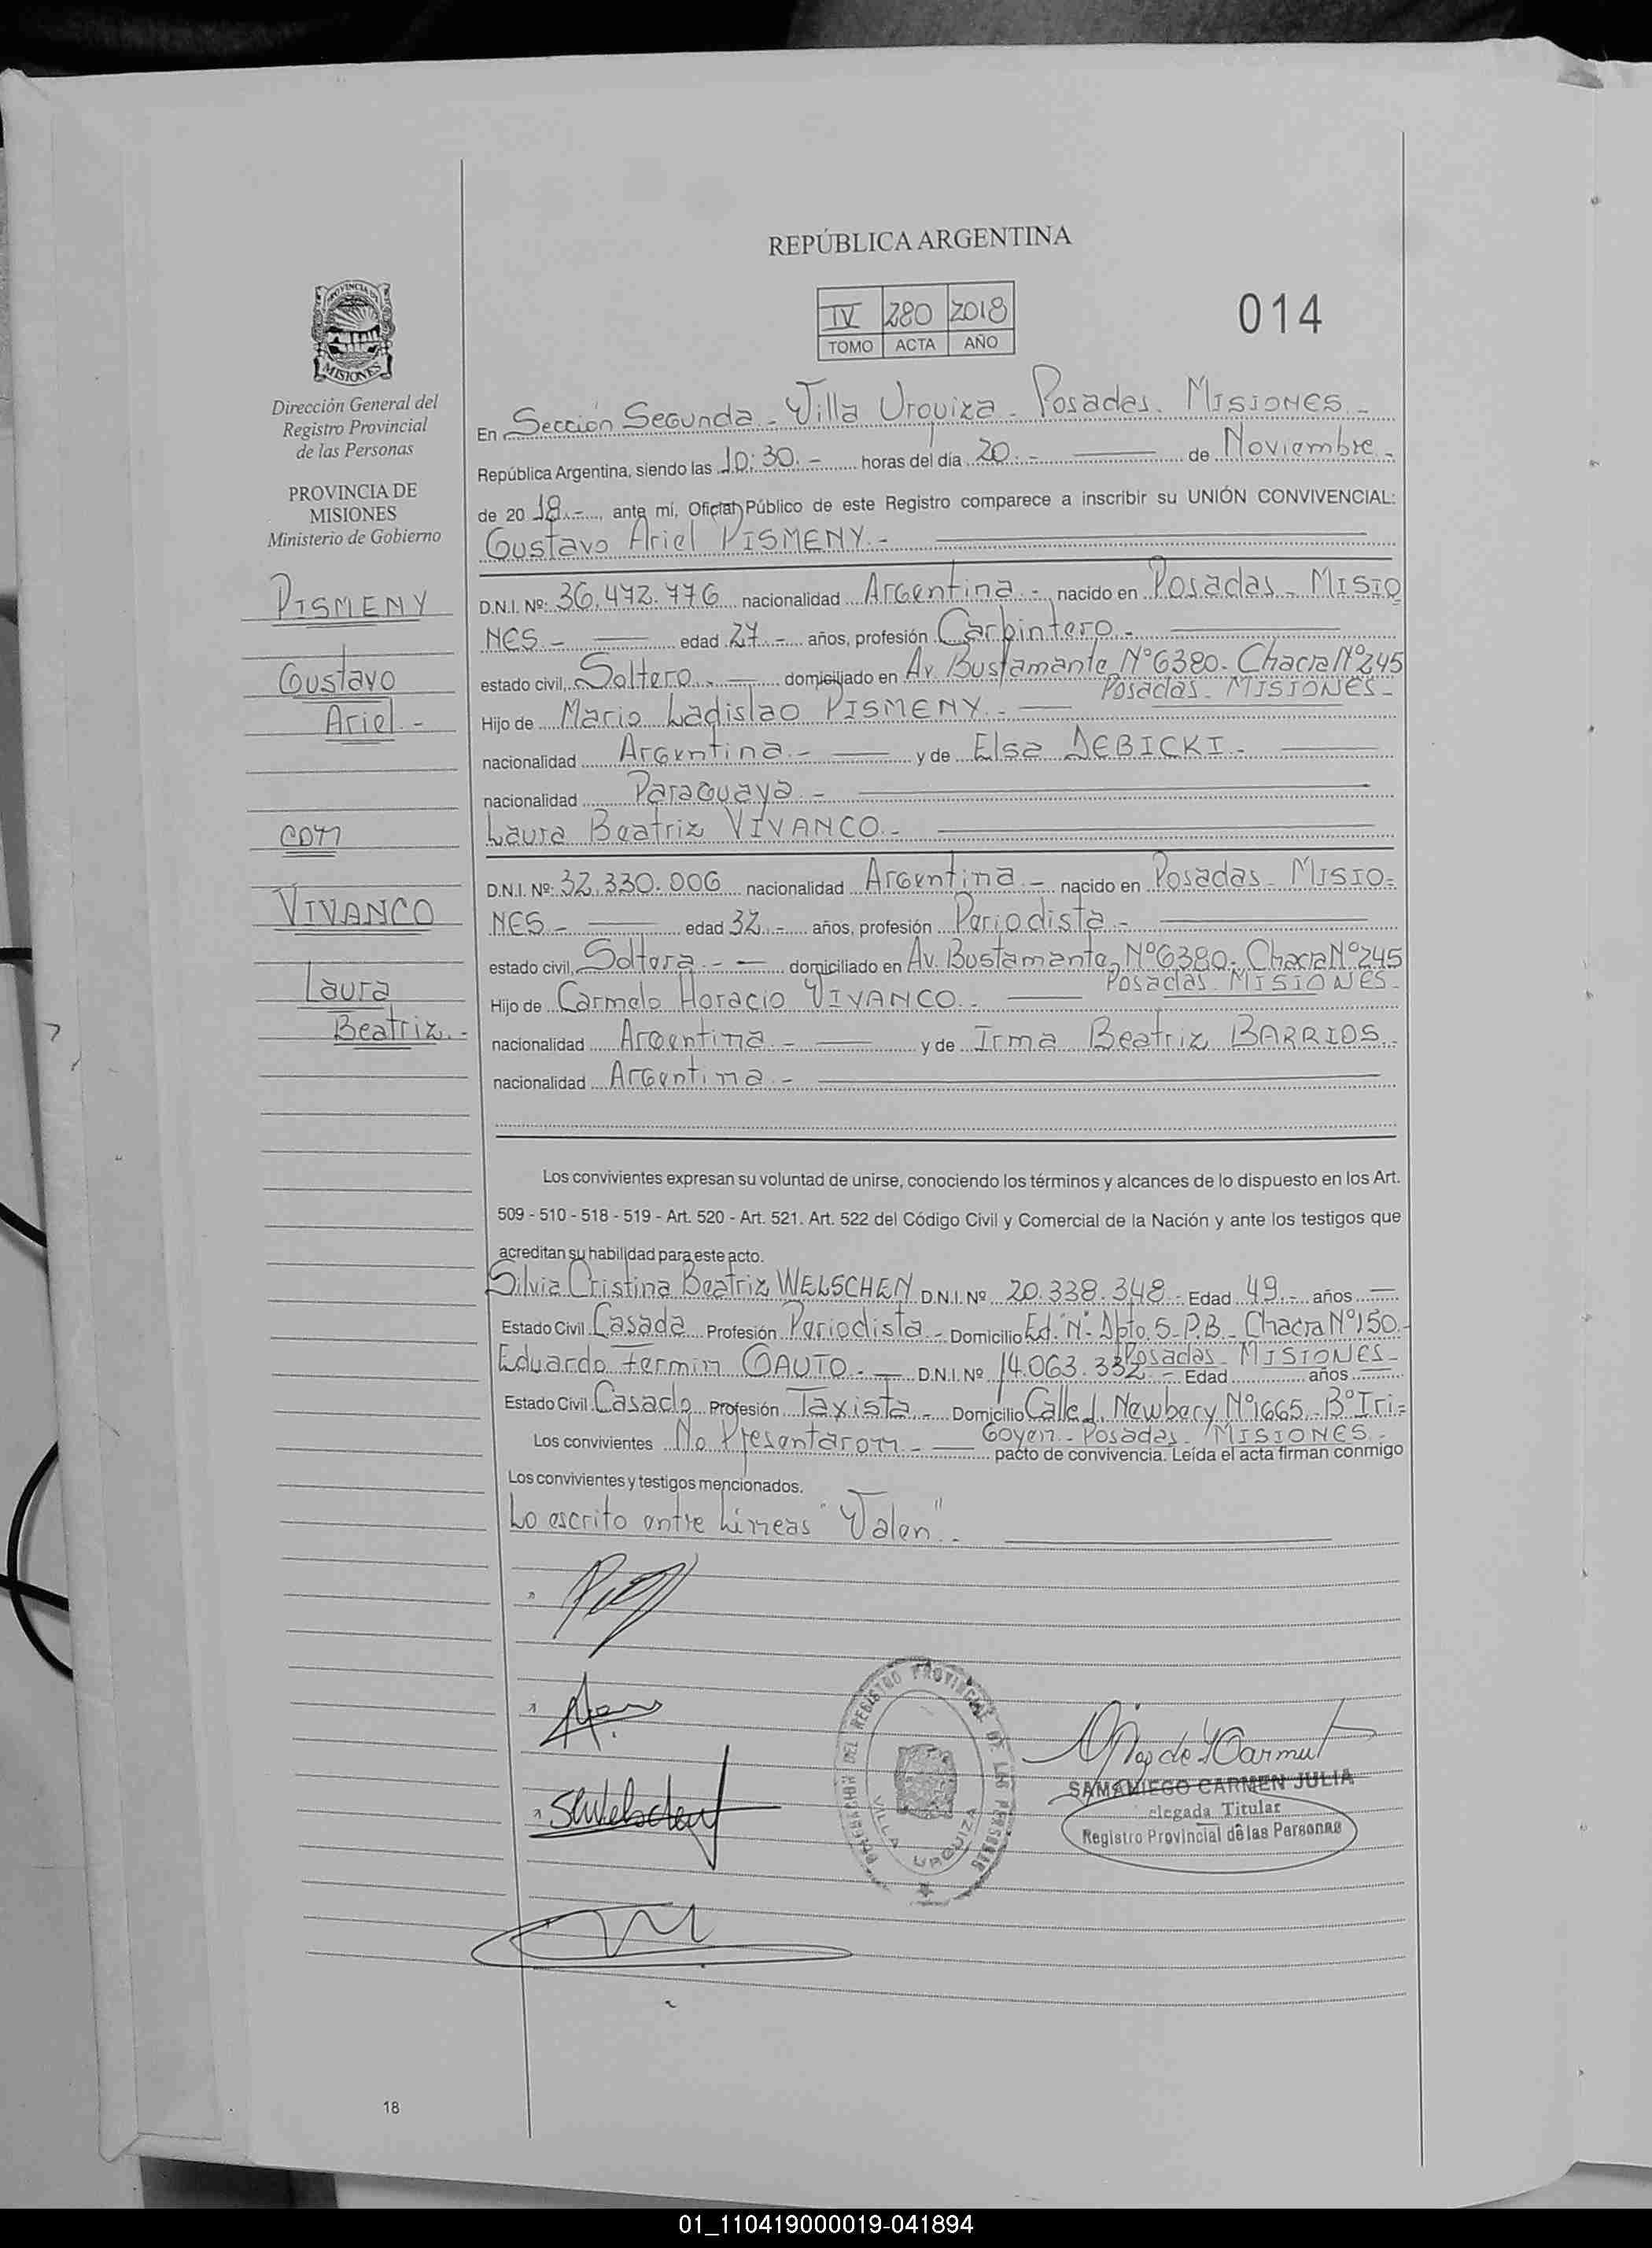 REPÚBLICA ARGENTINA
IV 280 2018
TOMO ACTA AÑO
014
PROVINCIA DE
MISIONES
Dirección General del
Registro Provincial
de las Personas
PROVINCIA DE
MISIONES
Ministerio de Gobierno
PISMENY
Gustavo
Ariel.-
con
VIVANCO
Laura
Beatriz.-
En Sección Segunda - Villa Urquiza - Posadas - Misiones.-
República Argentina, siendo las 10:30.- horas del día 20.- de Noviembre.-
de 2018.-, ante mí, Oficial Público de este Registro comparece a inscribir su UNIÓN CONVIVENCIAL:
Gustavo Ariel PISMENY.-
D.N.I. Nº: 36.472.776 nacionalidad Argentina.- nacido en Posadas - Misio
nes.- edad 27.- años, profesión Carpintero.-
estado civil, Soltero.- domiciliado en Av. Bustamante Nº6380- Chacra Nº245
Posadas - MISIONES-
Hijo de Mario Ladislao PISMENY.-
nacionalidad Argentina.- y de Elsa DEBICKI.-
nacionalidad Paraguaya.-
Laura Beatriz VIVANCO.-
D.N.I. Nº: 32.330.006 nacionalidad Argentina.- nacido en Posadas - Misio-
nes- edad 32.- años, profesión Periodista.-
estado civil, Soltera.- domiciliado en Av. Bustamante, Nº6380- Chacra Nº245
Posadas - MISIONES-
Hijo de Carmelo Horacio VIVANCO.-
nacionalidad Argentina.- y de Irma Beatriz BARRIOS.-
nacionalidad Argentina.-
Los convivientes expresan su voluntad de unirse, conociendo los términos y alcances de lo dispuesto en los Art.
509 - 510 - 518 - 519 - Art. 520 - Art. 521. Art. 522 del Código Civil y Comercial de la Nación y ante los testigos que
acreditan su habilidad para este acto.
Silvia Cristina Beatriz WELSCHEN D.N.I. Nº 20.338.348.- Edad 49.- años
Estado Civil Casada Profesión Periodista.- Domicilio Ed. "N"- Dpto. 5- P.B - Chacra Nº150.-
Posadas - MISIONES-
Eduardo Fermin GAUTO.- D.N.I. Nº 14.063.332.- Edad años
Estado Civil Casado Profesión Taxista.- Domicilio Calle J. Newbery Nº1665- Bº Iri-
Goyen - Posadas - MISIONES-
Los convivientes No Presentaron.- pacto de convivencia. Leída el acta firman conmigo
Los convivientes y testigos mencionados.
Lo escrito entre Líneas "Valen".-
REGISTRO PROVINCIAL DE LAS PERSONAS
VILLA URQUIZA
SAMANIEGO CARMEN JULIA
elegada Titular
Registro Provincial de las Personas
18
01_110419000019-041894